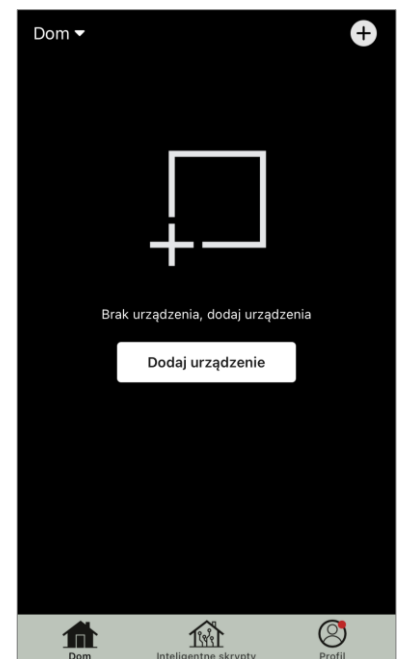 Dom
Brak urządzenia, dodaj urządzenia
Dodaj urządzenie
Dom
Inteligentne skrypty
Profil